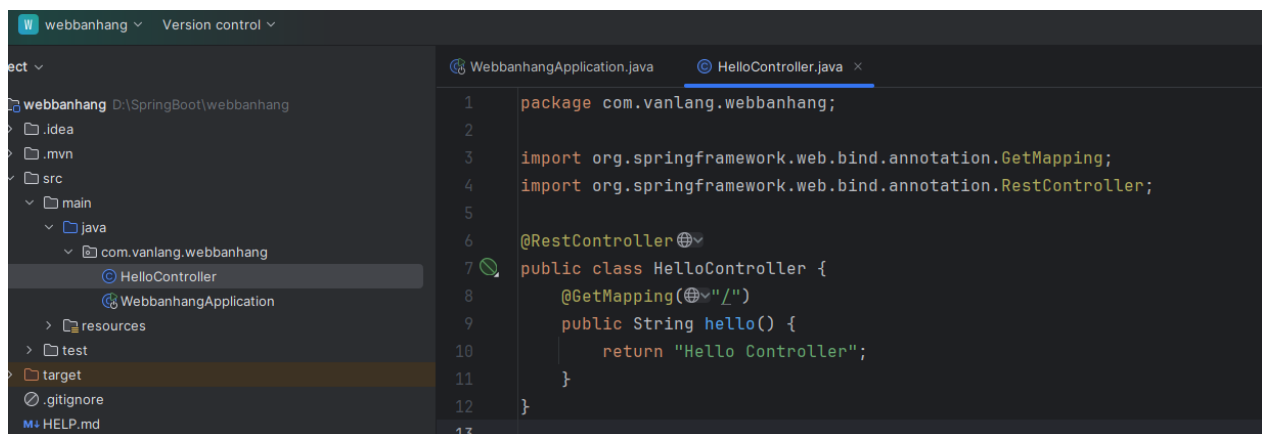 W webbanhang Version control
ect
WebbanhangApplication.java HelloController.java ×
webbanhang D:\SpringBoot\webbanhang
.idea
.mvn
src
main
java
com.vanlang.webbanhang
HelloController
WebbanhangApplication
resources
test
target
.gitignore
M↓ HELP.md
1 package com.vanlang.webbanhang;
2
3 import org.springframework.web.bind.annotation.GetMapping;
4 import org.springframework.web.bind.annotation.RestController;
5
6 @RestController
7 public class HelloController {
8 @GetMapping("/")
9 public String hello() {
10 return "Hello Controller";
11 }
12 }
13